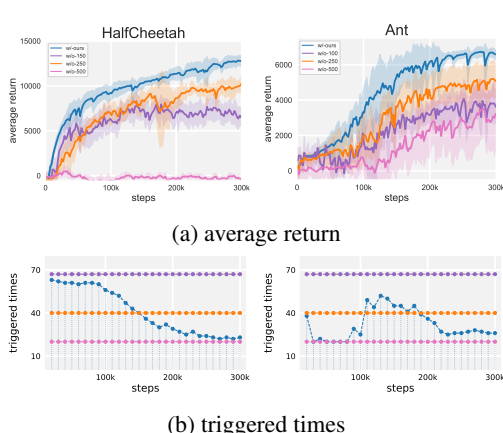 HalfCheetah
15000
10000
5000
0
average return
w/-ours
w/o-150
w/o-250
w/o-500
100k
200k
300k
steps
Ant
6000
4000
2000
0
average return
w/-ours
w/o-100
w/o-250
w/o-500
100k
200k
300k
steps
(a) average return
70
40
10
triggered times
100k
200k
300k
steps
70
40
10
triggered times
100k
200k
300k
steps
(b) triggered times